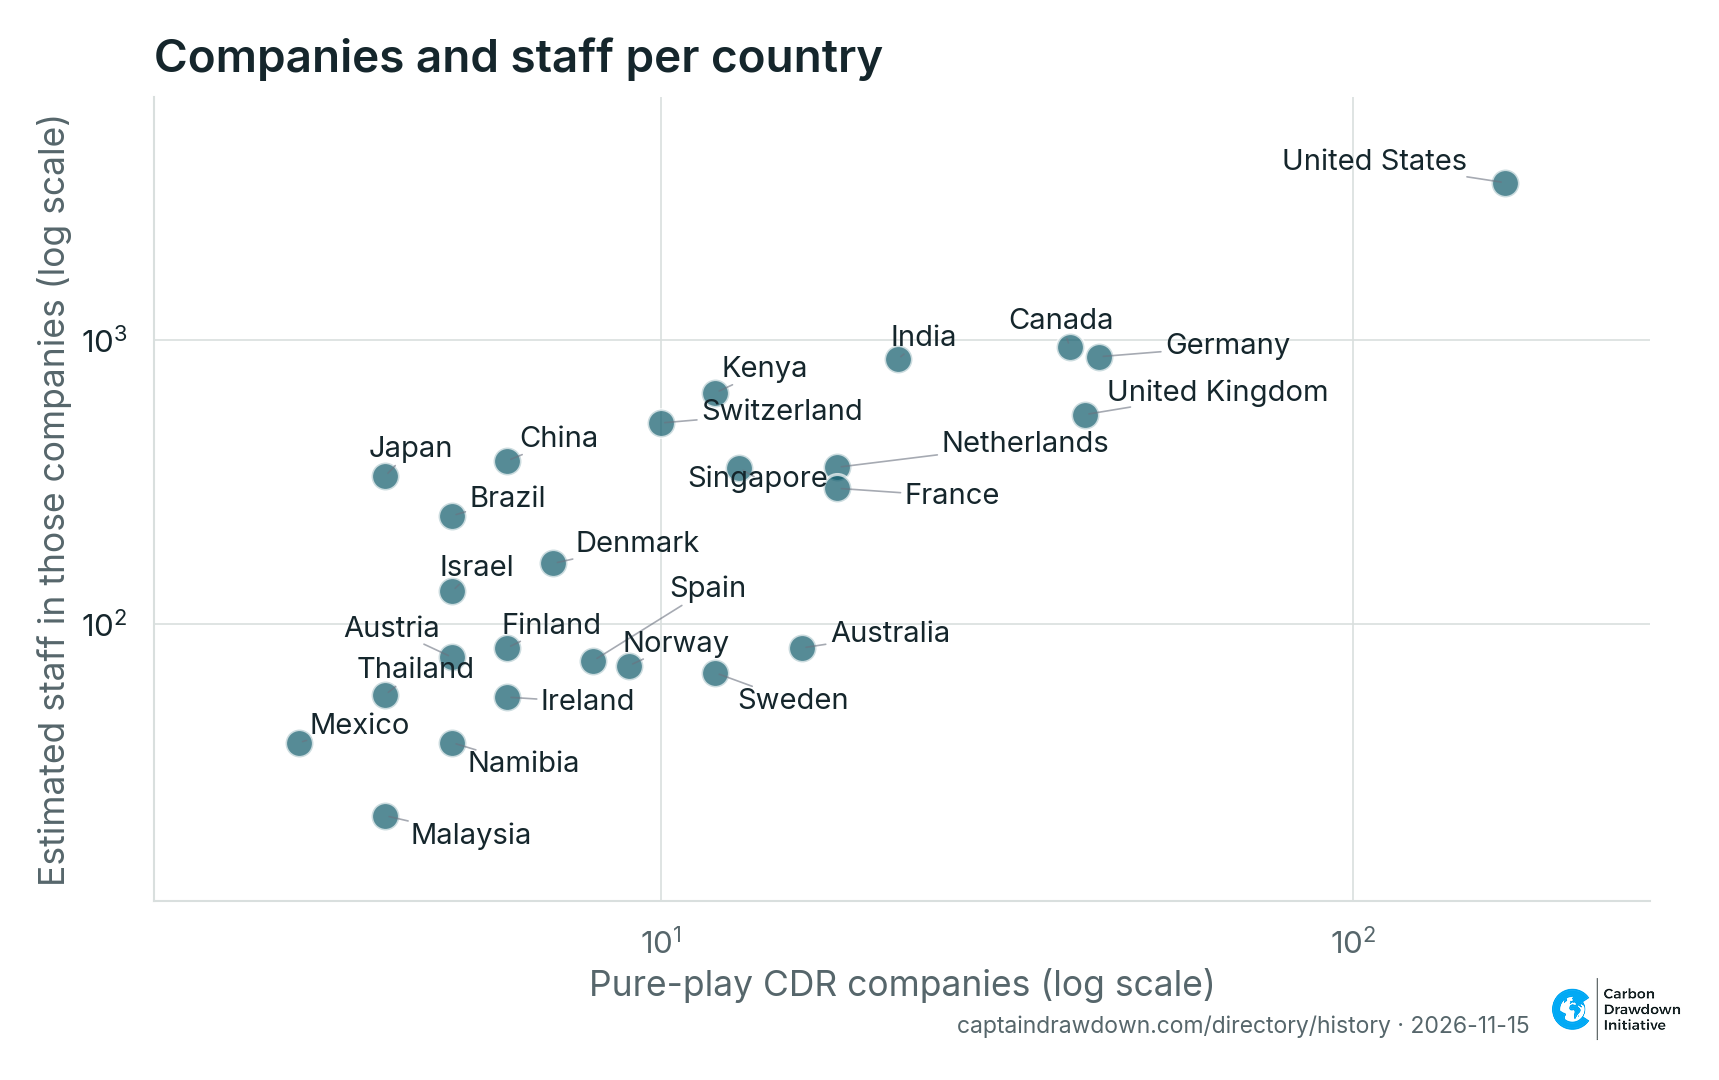 Companies and staff per country
Estimated staff in those companies (log scale)
10³
10²
United States
Canada
India
Germany
Kenya
United Kingdom
Switzerland
Japan
China
Netherlands
Singapore
France
Brazil
Denmark
Israel
Spain
Austria
Finland
Norway
Australia
Thailand
Ireland
Sweden
Mexico
Namibia
Malaysia
10¹
10²
Pure-play CDR companies (log scale)
captaindrawdown.com/directory/history · 2026-11-15
Carbon
Drawdown
Initiative